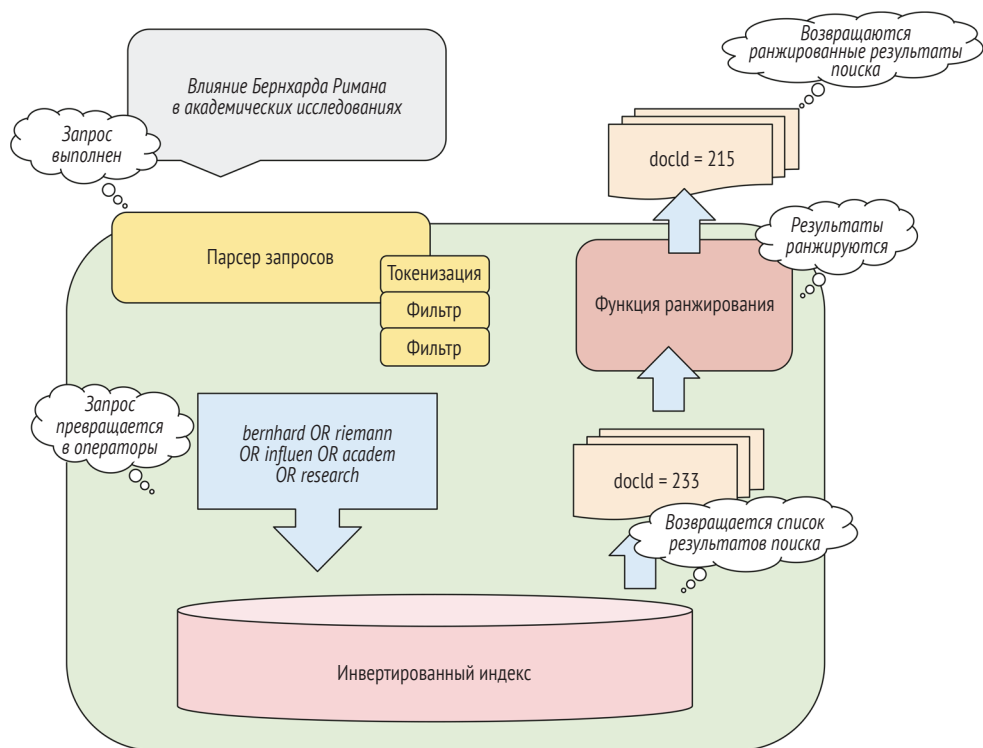 Влияние Бернхарда Римана
в академических исследованиях
Запрос
выполнен
Парсер запросов
Токенизация
Фильтр
Фильтр
Запрос
превращается
в операторы
bernhard OR riemann
OR influen OR academ
OR research
Инвертированный индекс
Возвращается список
результатов поиска
docId = 233
Функция ранжирования
Результаты
ранжируются
docId = 215
Возвращаются
ранжированные результаты
поиска